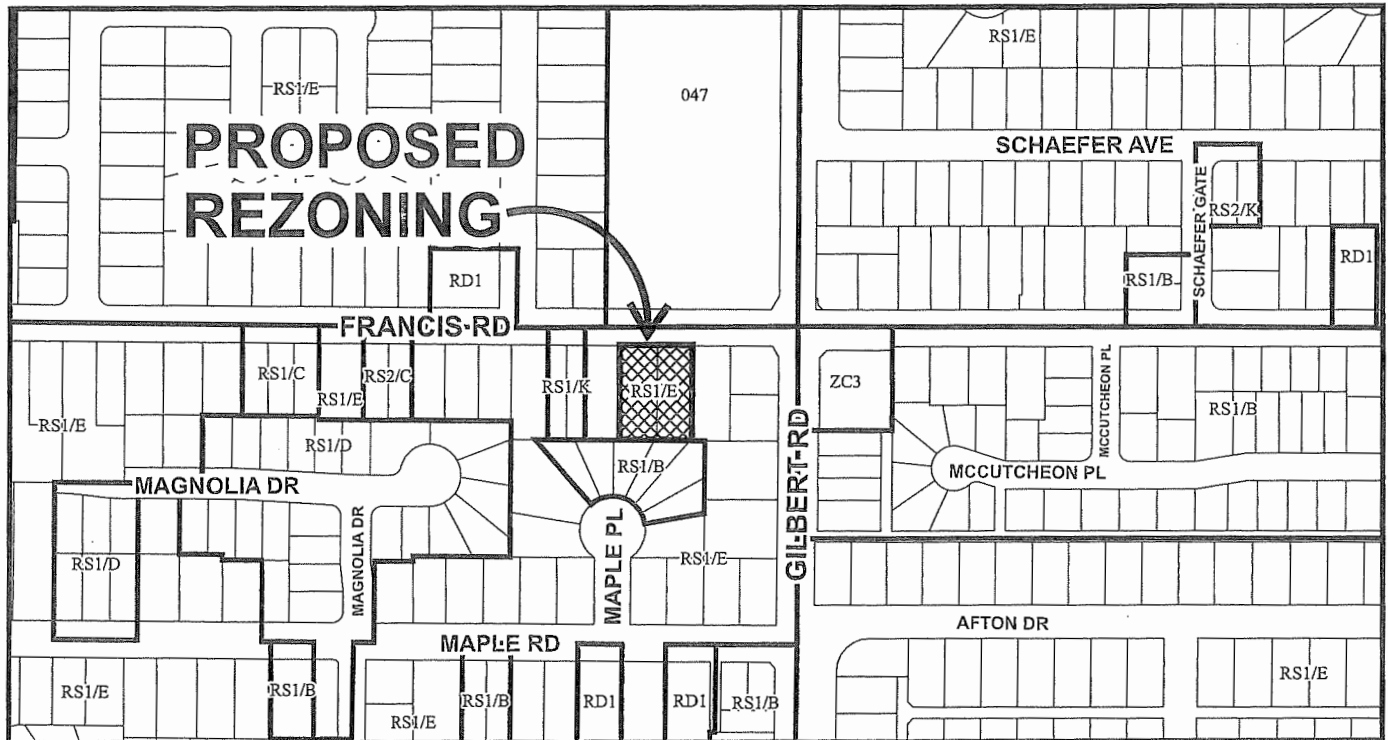 RS1/E
047
RS1/E
PROPOSED
REZONING
SCHAEFER AVE
SCHAEFER GATE
RS2/K
RD1
RS1/B
RD1
FRANCIS RD
RS1/C
RS1/E
RS2/C
RS1/K
RS1/E
ZC3
MCCUTCHEON PL
RS1/B
RS1/E
RS1/D
RS1/B
GILBERT RD
MCCUTCHEON PL
MAGNOLIA DR
MAGNOLIA DR
MAPLE PL
RS1/E
RS1/D
AFTON DR
MAPLE RD
RS1/E
RS1/B
RS1/E
RS1/B
RD1
RD1
RS1/B
RS1/E